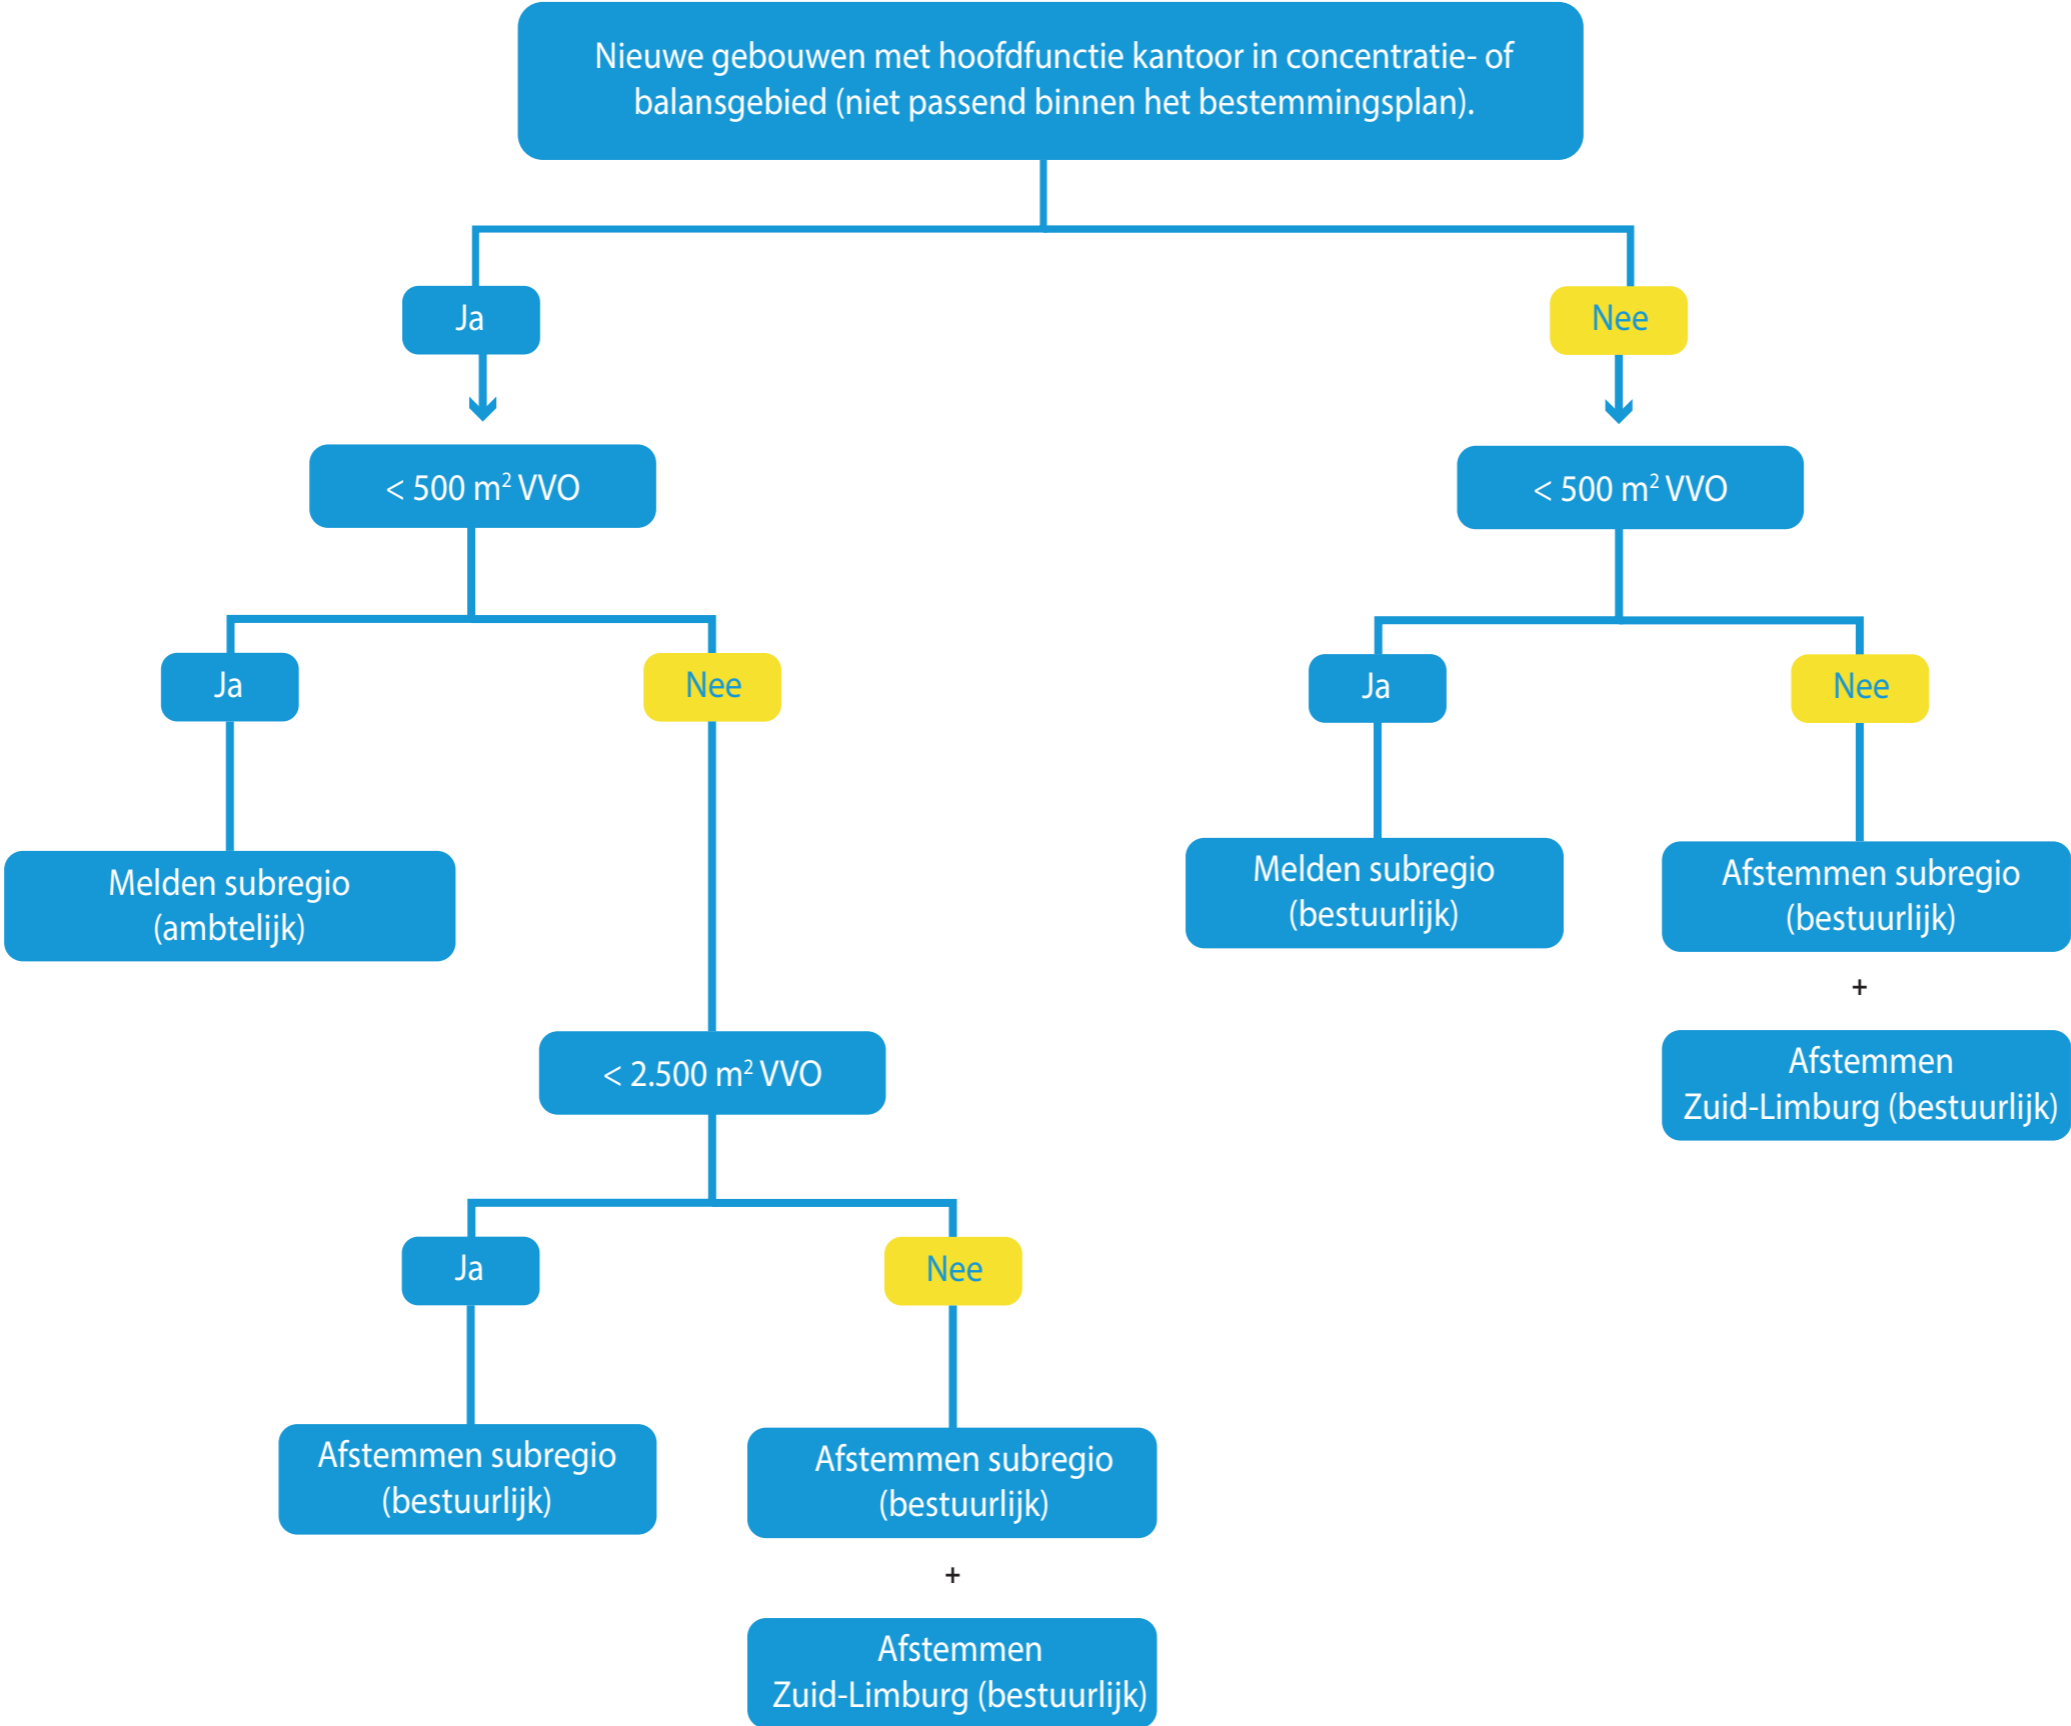 Nieuwe gebouwen met hoofdfunctie kantoor in concentratie- of
balansgebied (niet passend binnen het bestemmingsplan).
Ja
Nee
< 500 m² VVO
< 500 m² VVO
Ja
Nee
Ja
Nee
Melden subregio
(ambtelijk)
Melden subregio
(bestuurlijk)
Afstemmen subregio
(bestuurlijk)
+
Afstemmen
Zuid-Limburg (bestuurlijk)
< 2.500 m² VVO
Ja
Nee
Afstemmen subregio
(bestuurlijk)
Afstemmen subregio
(bestuurlijk)
+
Afstemmen
Zuid-Limburg (bestuurlijk)